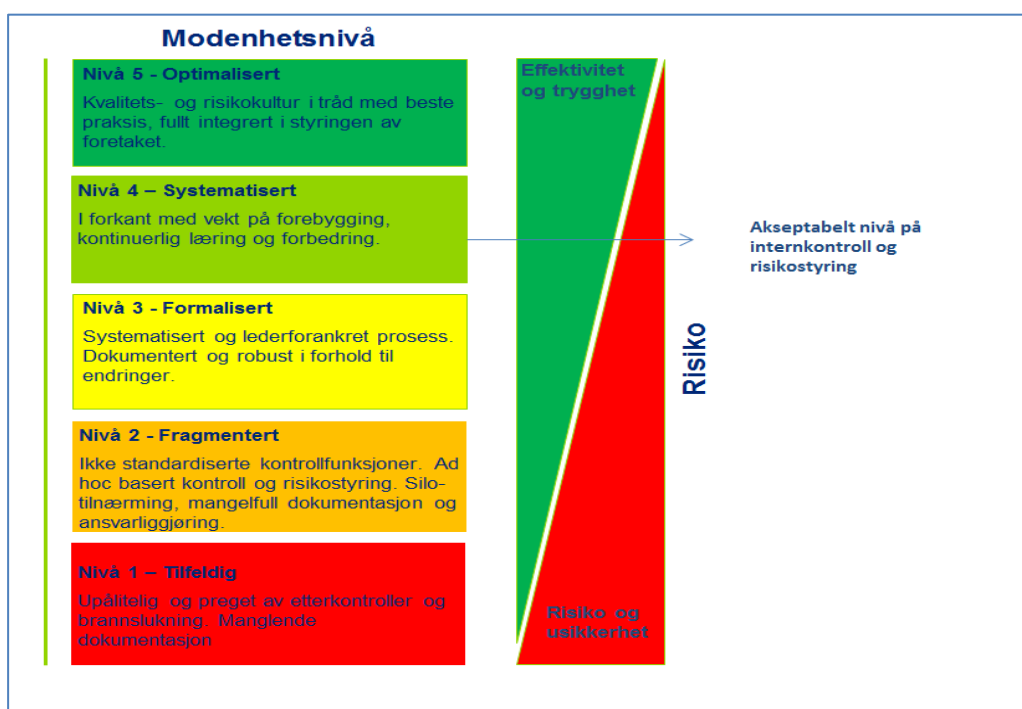 Modenhetsnivå
Nivå 5 - Optimalisert
Kvalitets- og risikokultur i tråd med beste
praksis, fullt integrert i styringen av
foretaket.
Nivå 4 – Systematisert
I forkant med vekt på forebygging,
kontinuerlig læring og forbedring.
Nivå 3 - Formalisert
Systematisert og lederforankret prosess.
Dokumentert og robust i forhold til
endringer.
Nivå 2 - Fragmentert
Ikke standardiserte kontrollfunksjoner. Ad
hoc basert kontroll og risikostyring. Silo-
tilnærming, mangelfull dokumentasjon og
ansvarliggjøring.
Nivå 1 – Tilfeldig
Upålitelig og preget av etterkontroller og
brannslukning. Manglende
dokumentasjon
Effektivitet
og trygghet
Risiko og
usikkerhet
Risiko
Akseptabelt nivå på
internkontroll og
risikostyring